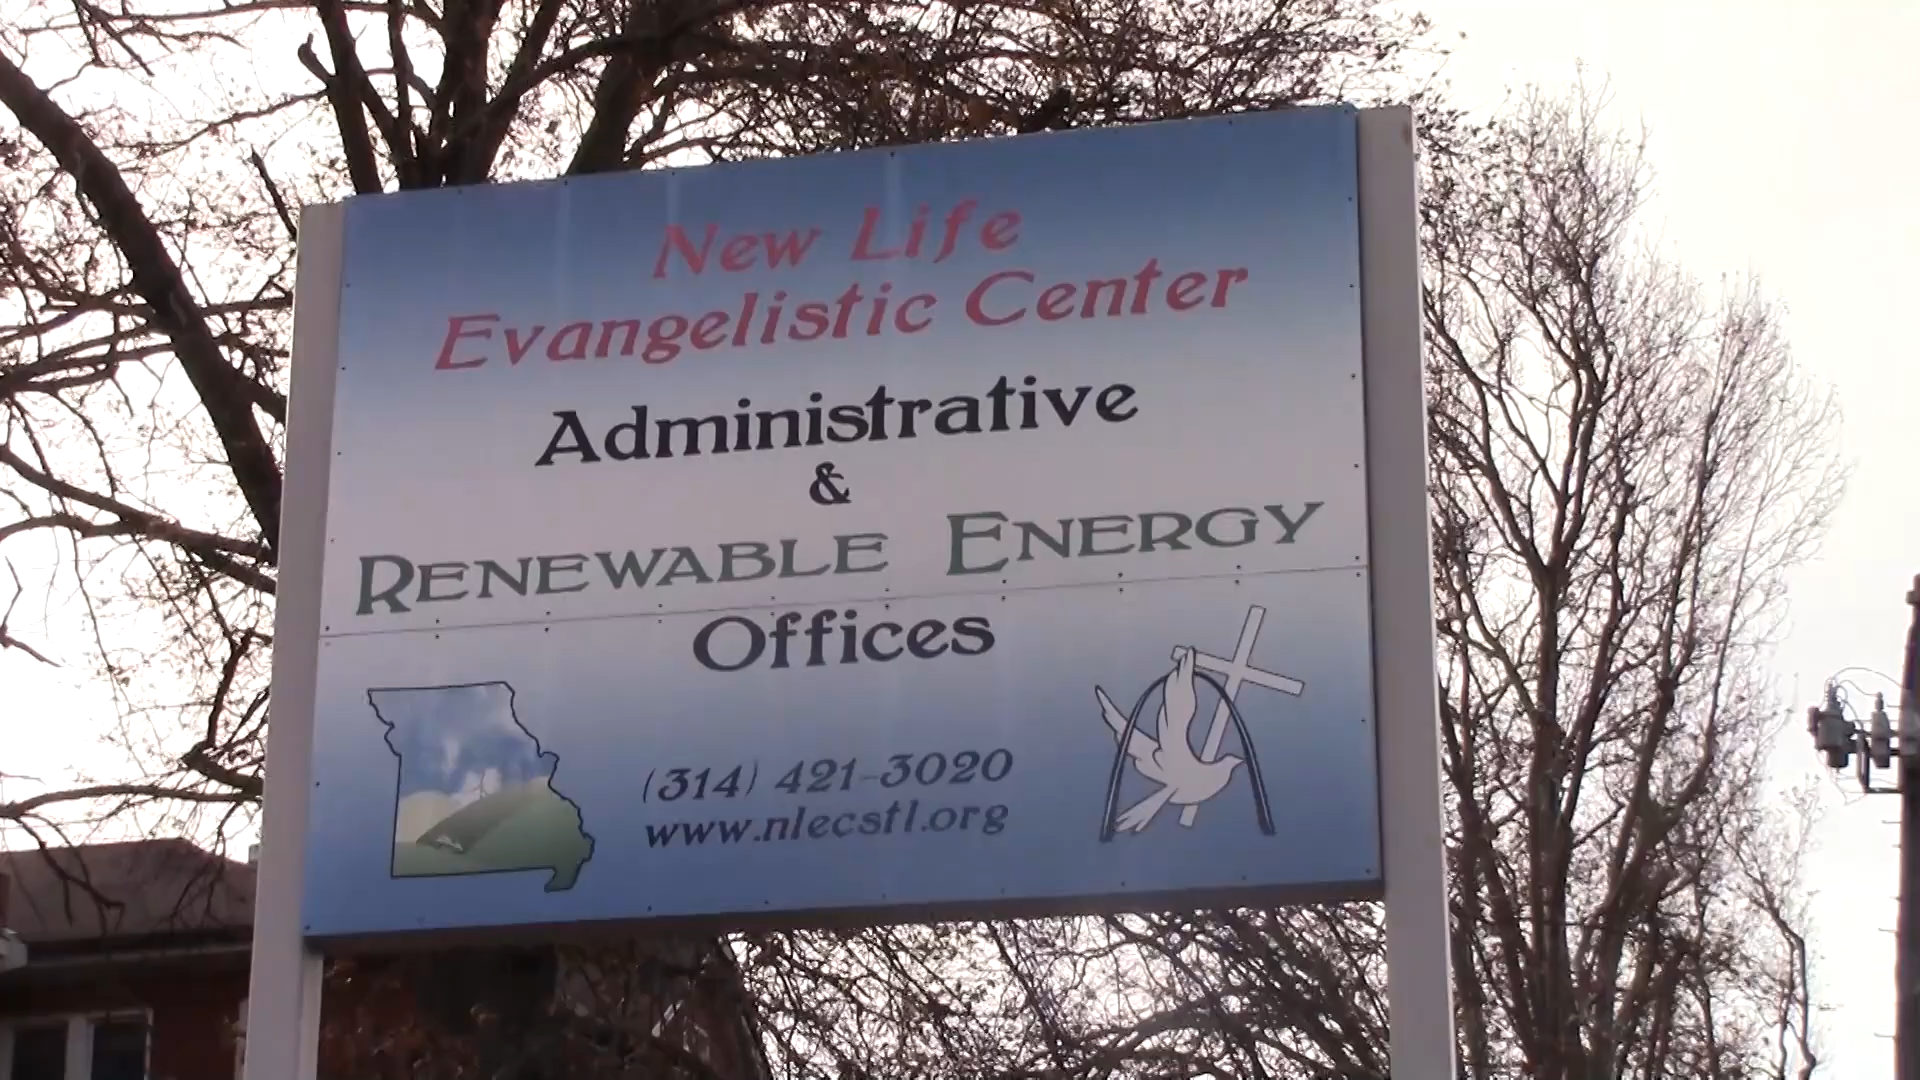 New Life
Evangelistic Center
Administrative
&
RENEWABLE ENERGY
Offices
(314) 421-3020
www.nlecstl.org